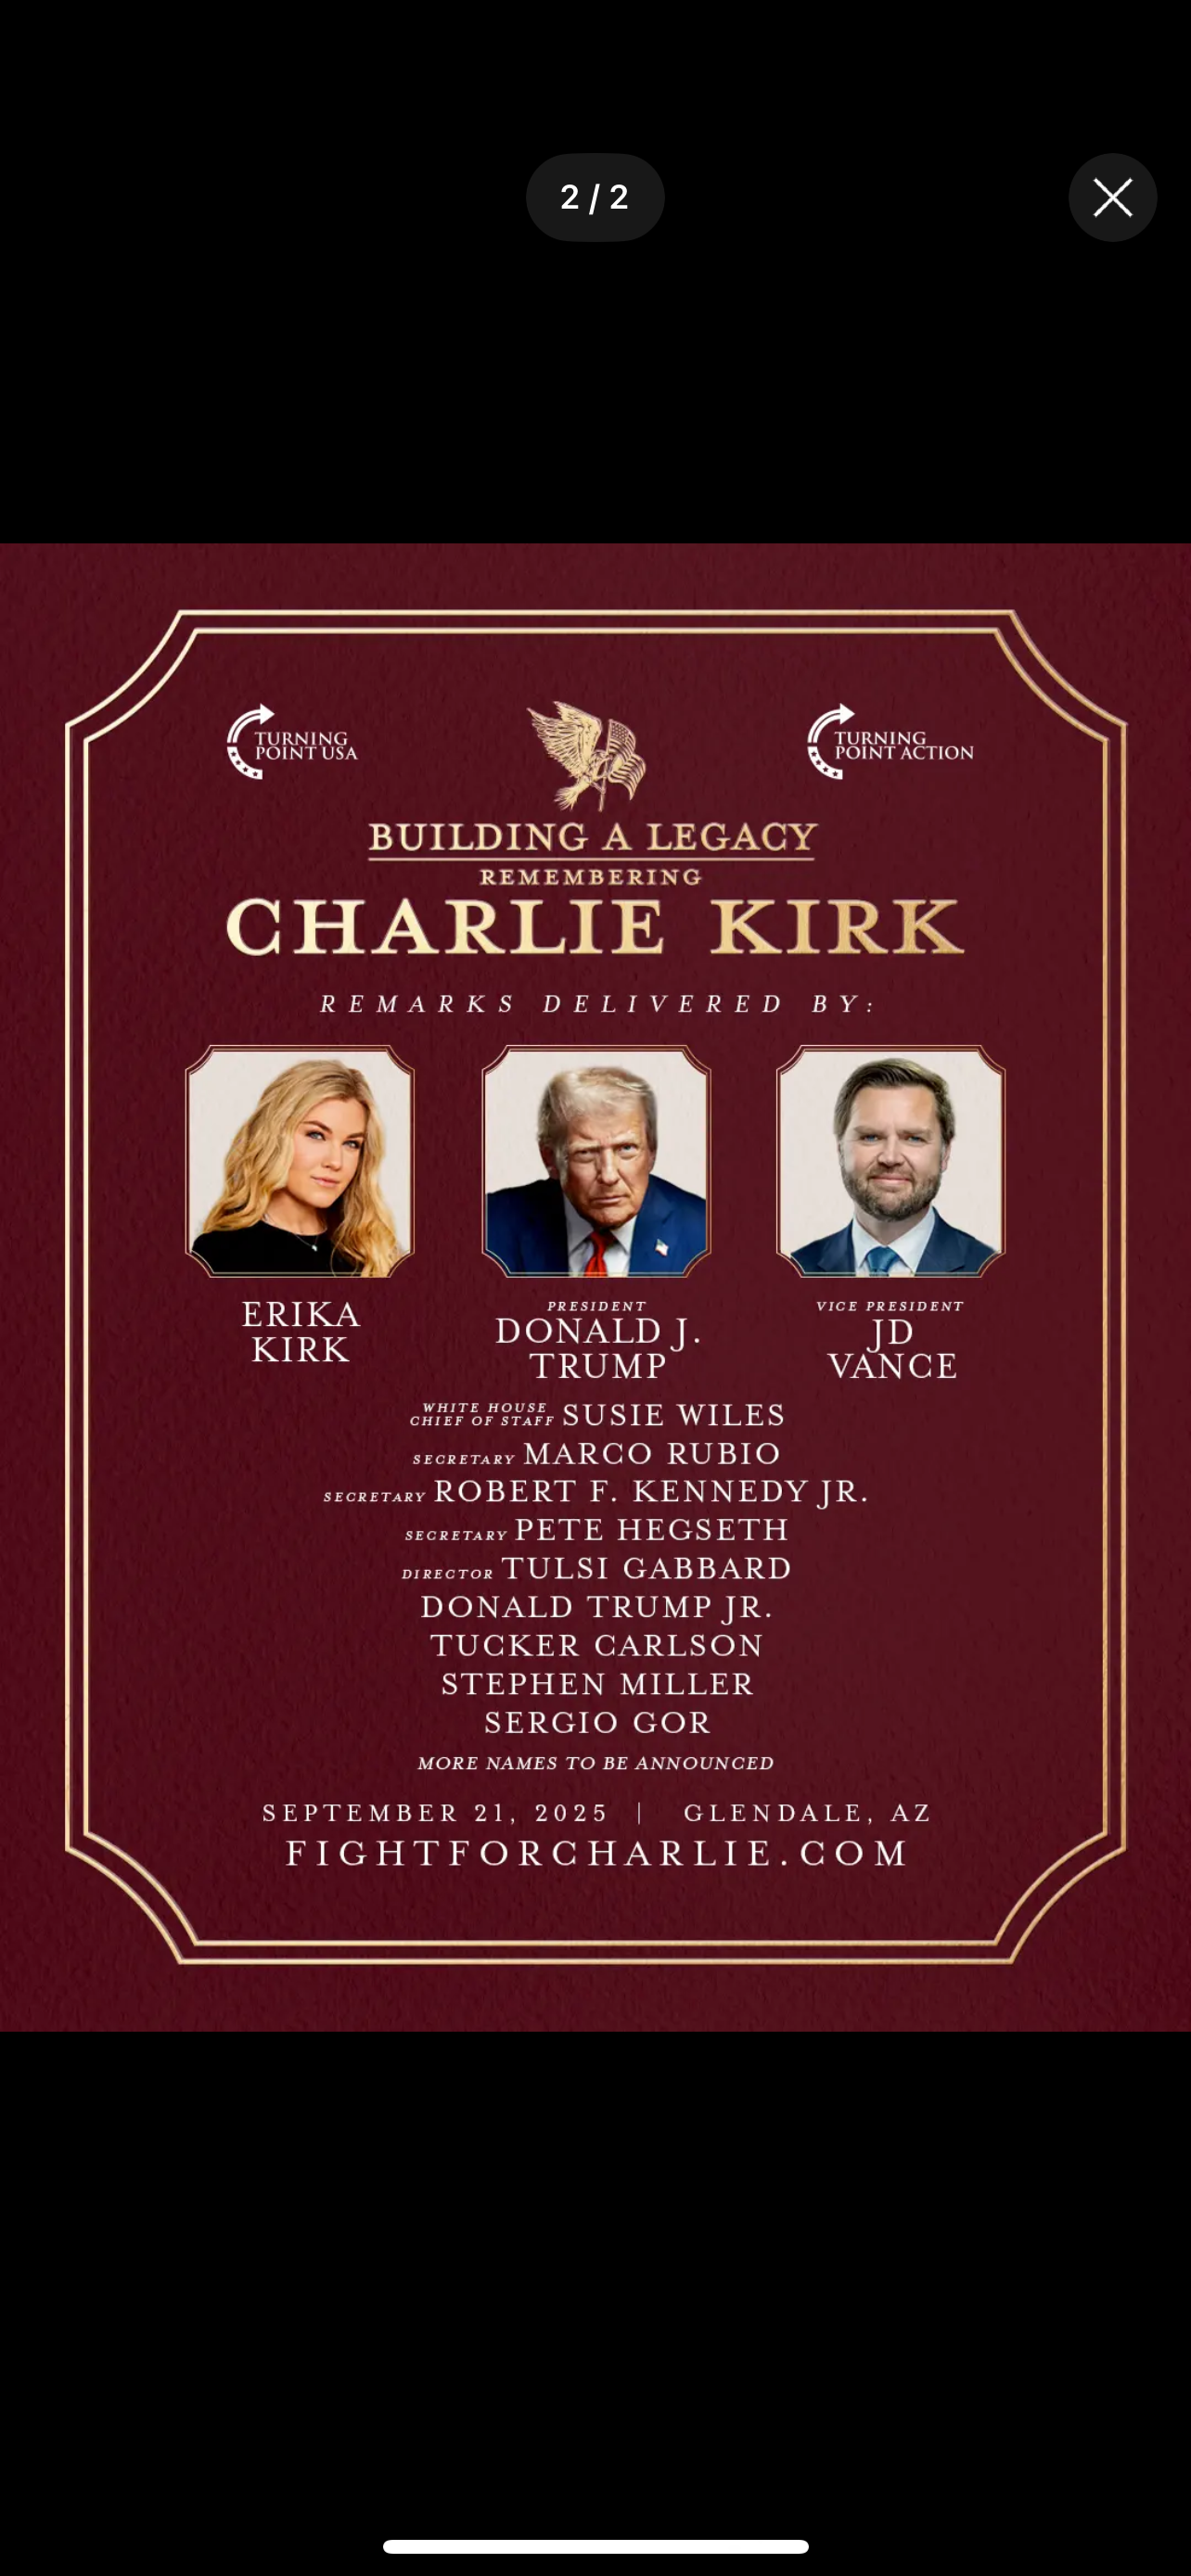 2 / 2
TURNING
POINT USA
TURNING
POINT ACTION
BUILDING A LEGACY
REMEMBERING
CHARLIE KIRK
REMARKS DELIVERED BY:
ERIKA
KIRK
PRESIDENT
DONALD J.
TRUMP
VICE PRESIDENT
JD
VANCE
WHITE HOUSE
CHIEF OF STAFF SUSIE WILES
SECRETARY MARCO RUBIO
SECRETARY ROBERT F. KENNEDY JR.
SECRETARY PETE HEGSETH
DIRECTOR TULSI GABBARD
DONALD TRUMP JR.
TUCKER CARLSON
STEPHEN MILLER
SERGIO GOR
MORE NAMES TO BE ANNOUNCED
SEPTEMBER 21, 2025 | GLENDALE, AZ
FIGHTFORCHARLIE.COM